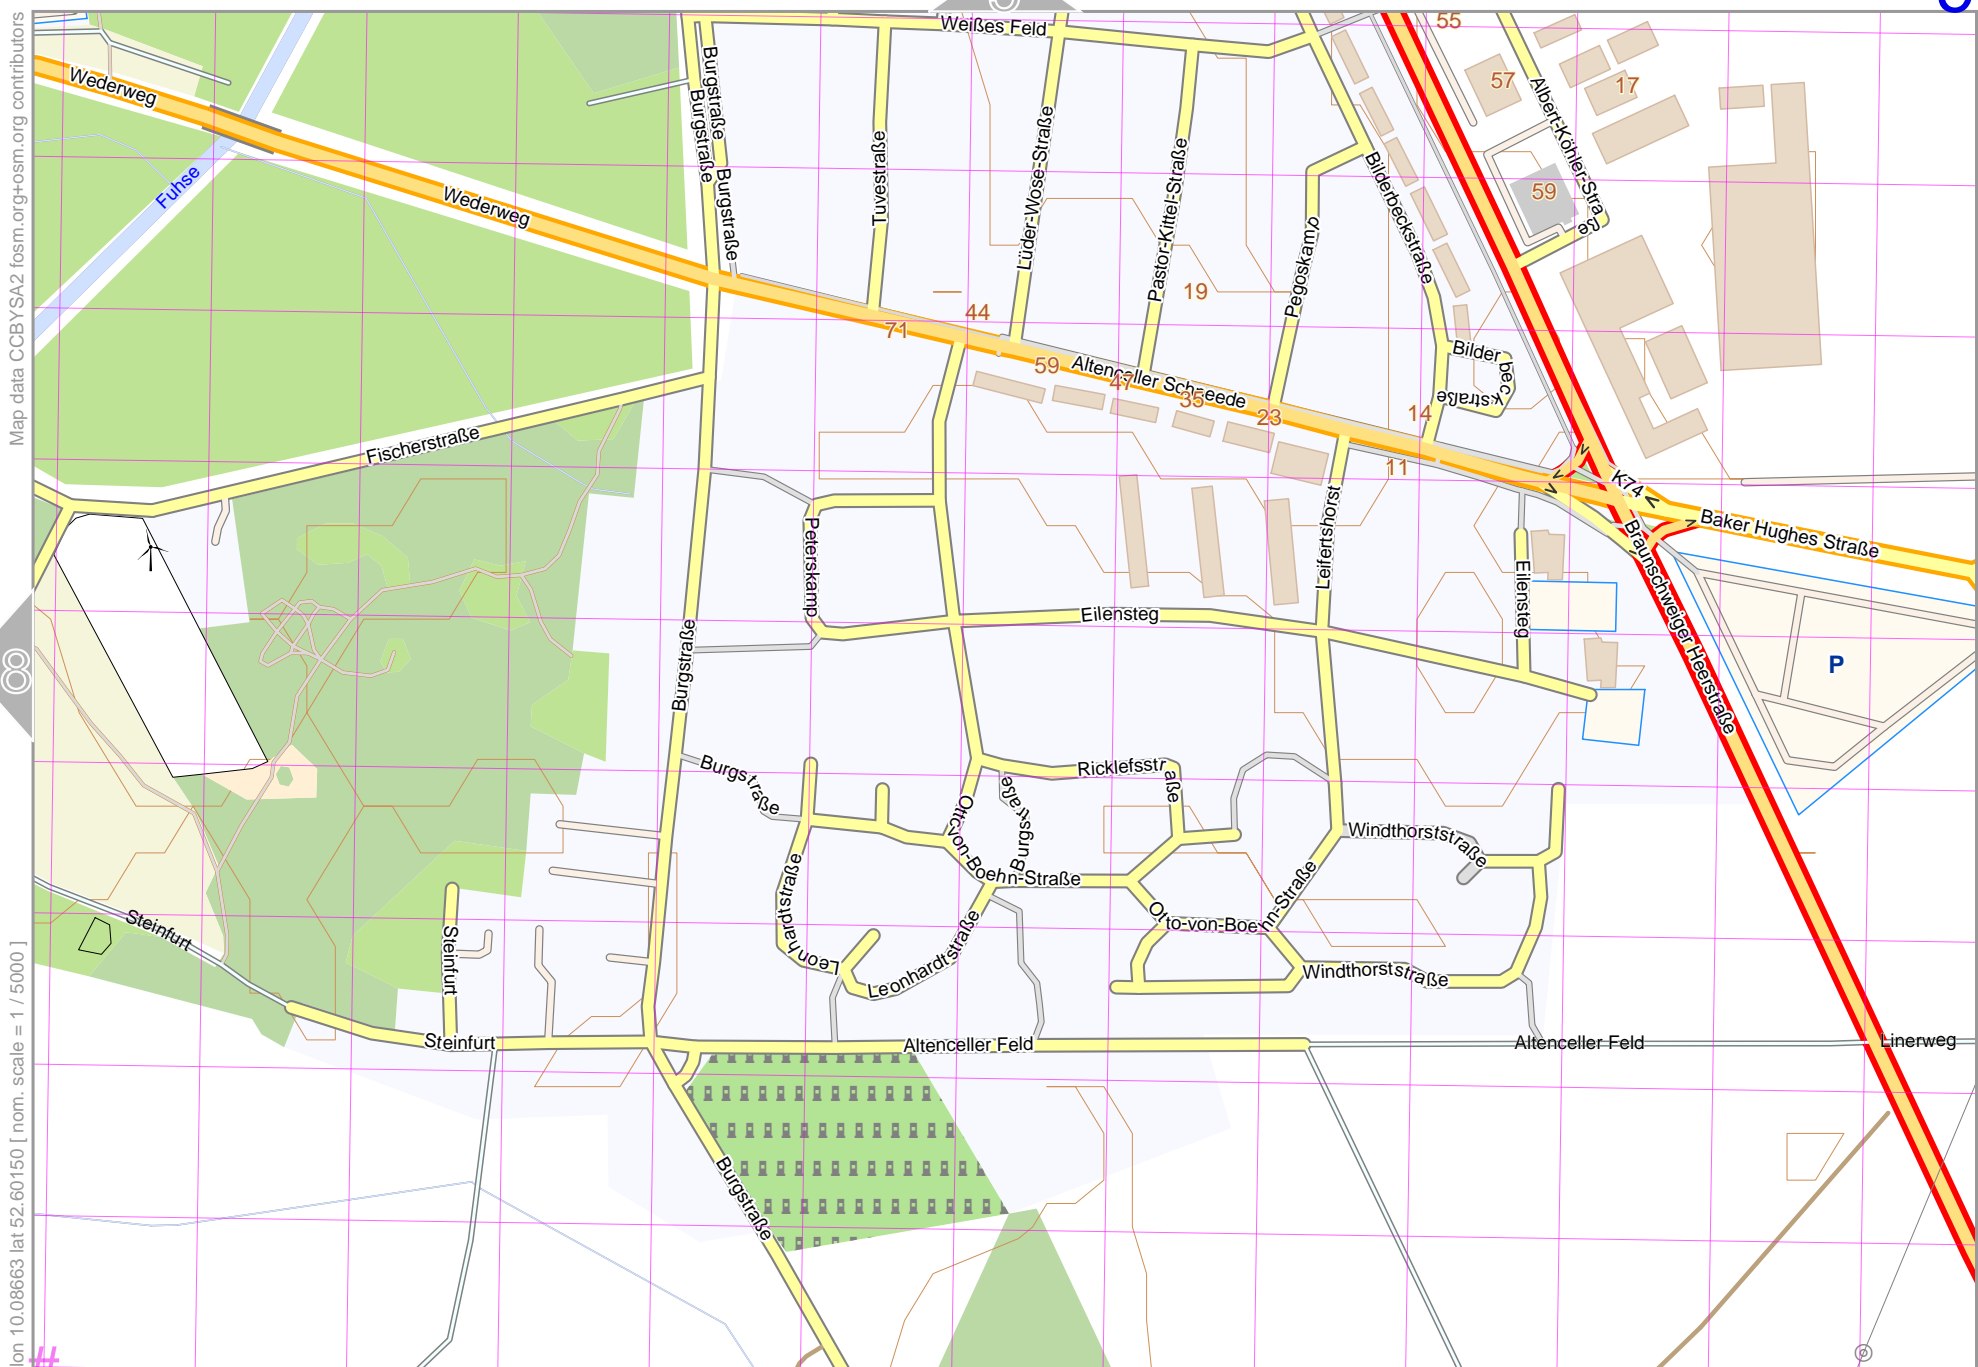 Map data CCBYSA2 fosm.org+osm.org contributors
lon 10.08663 lat 52.60150 [ nom. scale = 1 / 5000 ]
8
#
Weißes Feld
55
57
17
59
Wederweg
Wederweg
Fuhse
Burgstraße
Burgstraße
Burgstraße
Tuvestraße
Lüder-Wose-Straße
Pastor-Kittel-Straße
Pegoskamp
Bilderbeckstraße
Albert-Köhler-Straße
19
44
71
59
47
35
23
14
11
Altenceller Schneede
Bilderbeckstraße
Fischerstraße
K74
Baker Hughes Straße
Braunschweiger Heerstraße
Peterskamp
Leifertshorst
Eilensteg
Eilensteg
P
Burgstraße
Burgstraße
Ricklefsstraße
Burgstraße
Otto-von-Boehn-Straße
Windthorststraße
Leonhardtstraße
Leonhardtstraße
Otto-von-Boehn-Straße
Windthorststraße
Steinfurt
Steinfurt
Steinfurt
Altenceller Feld
Altenceller Feld
Linerweg
Burgstraße